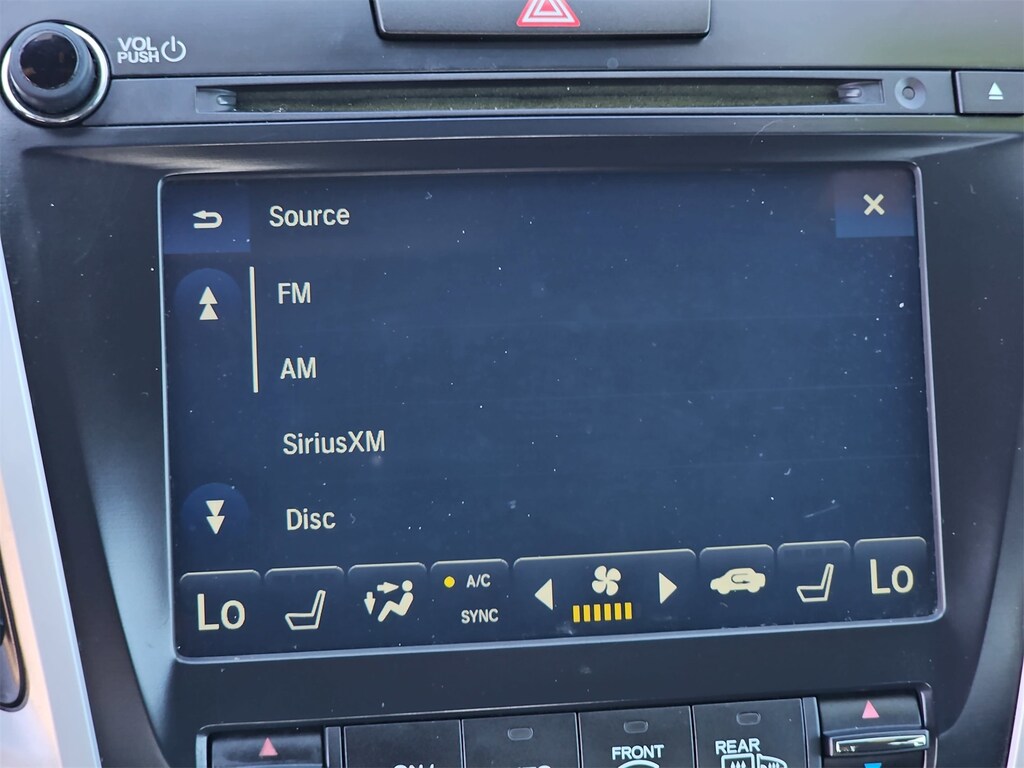 VOL
PUSH
Source
FM
AM
SiriusXM
Disc
Lo
A/C
SYNC
Lo
FRONT
REAR